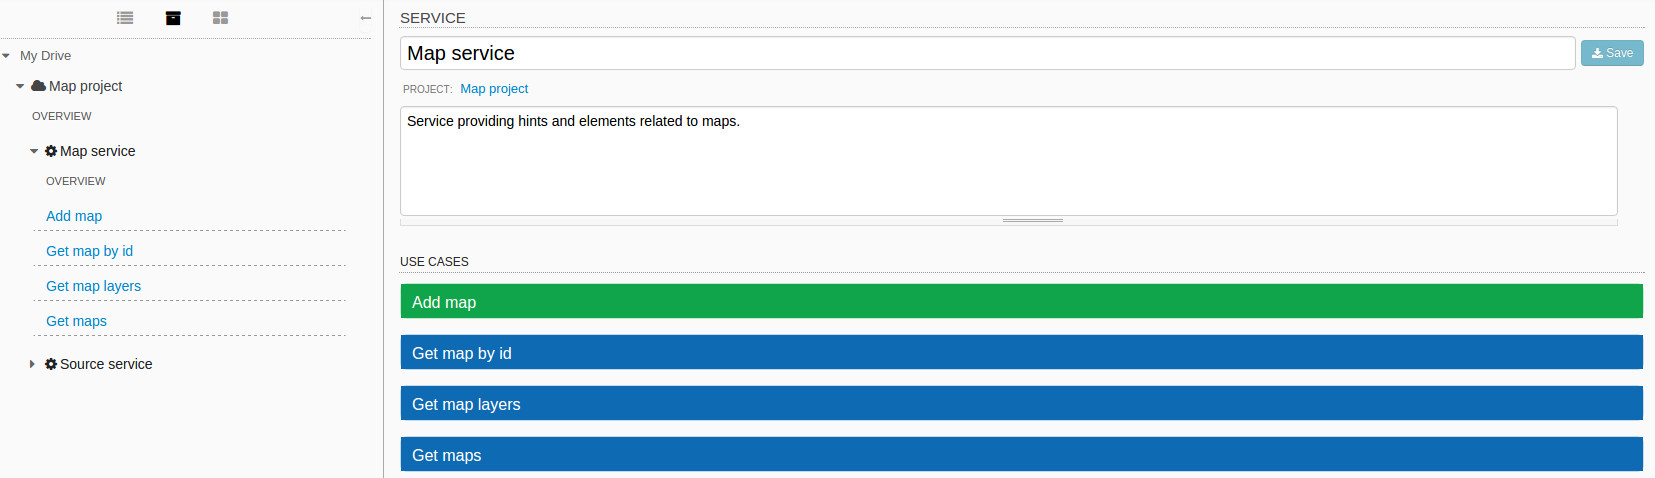 My Drive
Map project
OVERVIEW
Map service
OVERVIEW
Add map
Get map by id
Get map layers
Get maps
Source service
SERVICE
Map service
Save
PROJECT: Map project
Service providing hints and elements related to maps.
USE CASES
Add map
Get map by id
Get map layers
Get maps